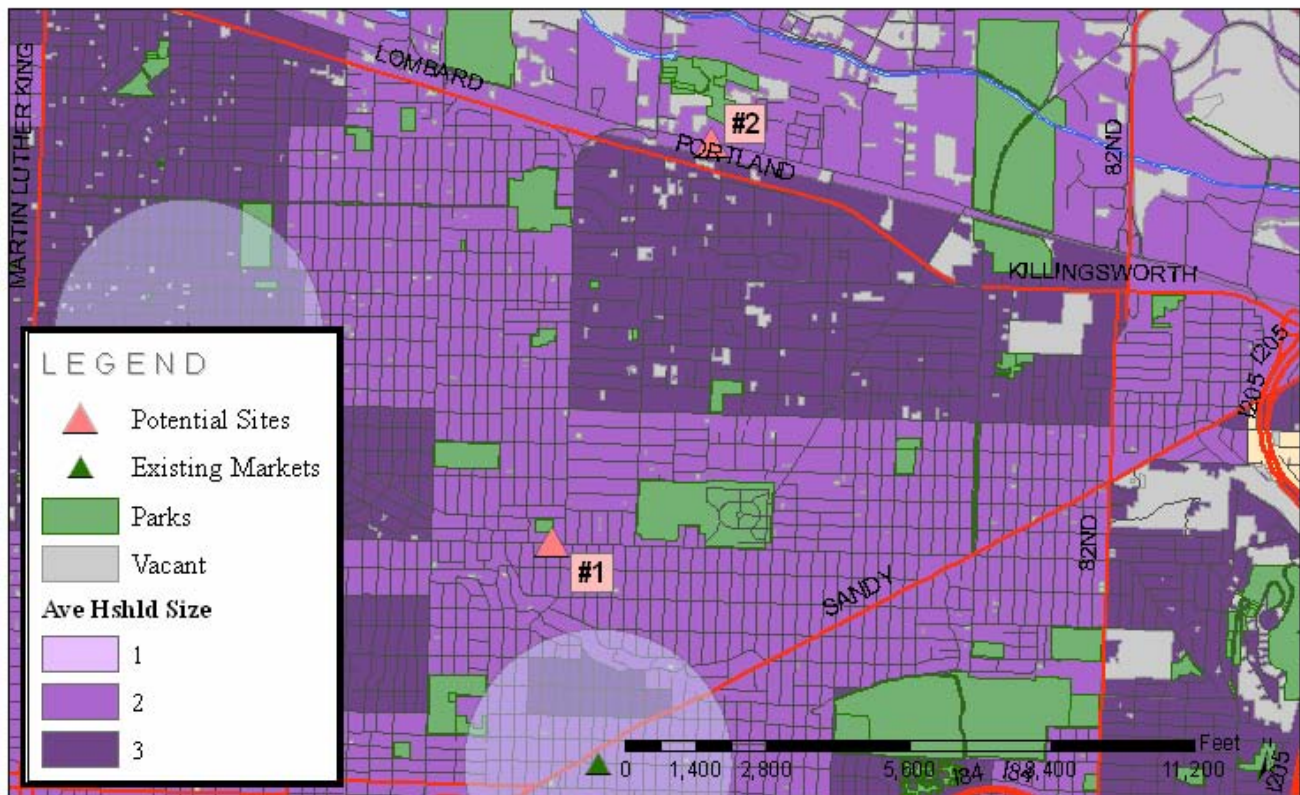 LOMBARD
MARTIN LUTHER KING
#2
PORTLAND
82ND
KILLINGSWORTH
I205
I205
LEGEND
Potential Sites
Existing Markets
Parks
Vacant
Ave Hshld Size
1
2
3
#1
SANDY
82ND
Feet
0 1,400 2,800 5,600 8,400 11,200
I84
I84
I205